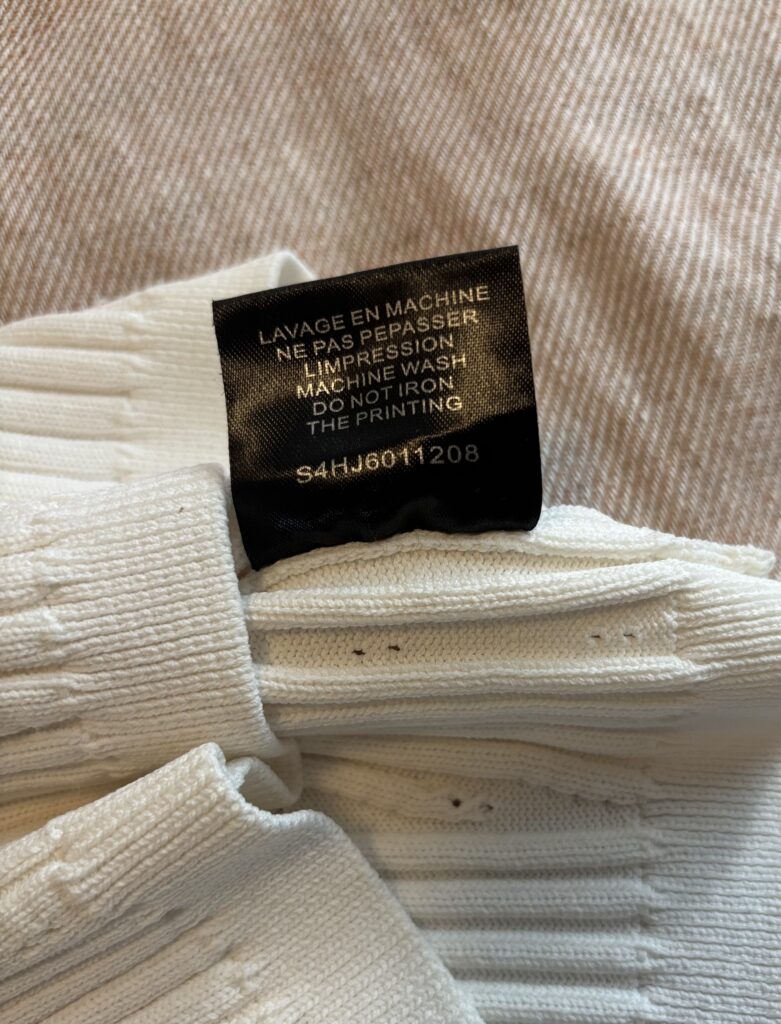 LAVAGE EN MACHINE
NE PAS PEPASSER
LIMPRESSION
MACHINE WASH
DO NOT IRON
THE PRINTING
S4HJ6011208